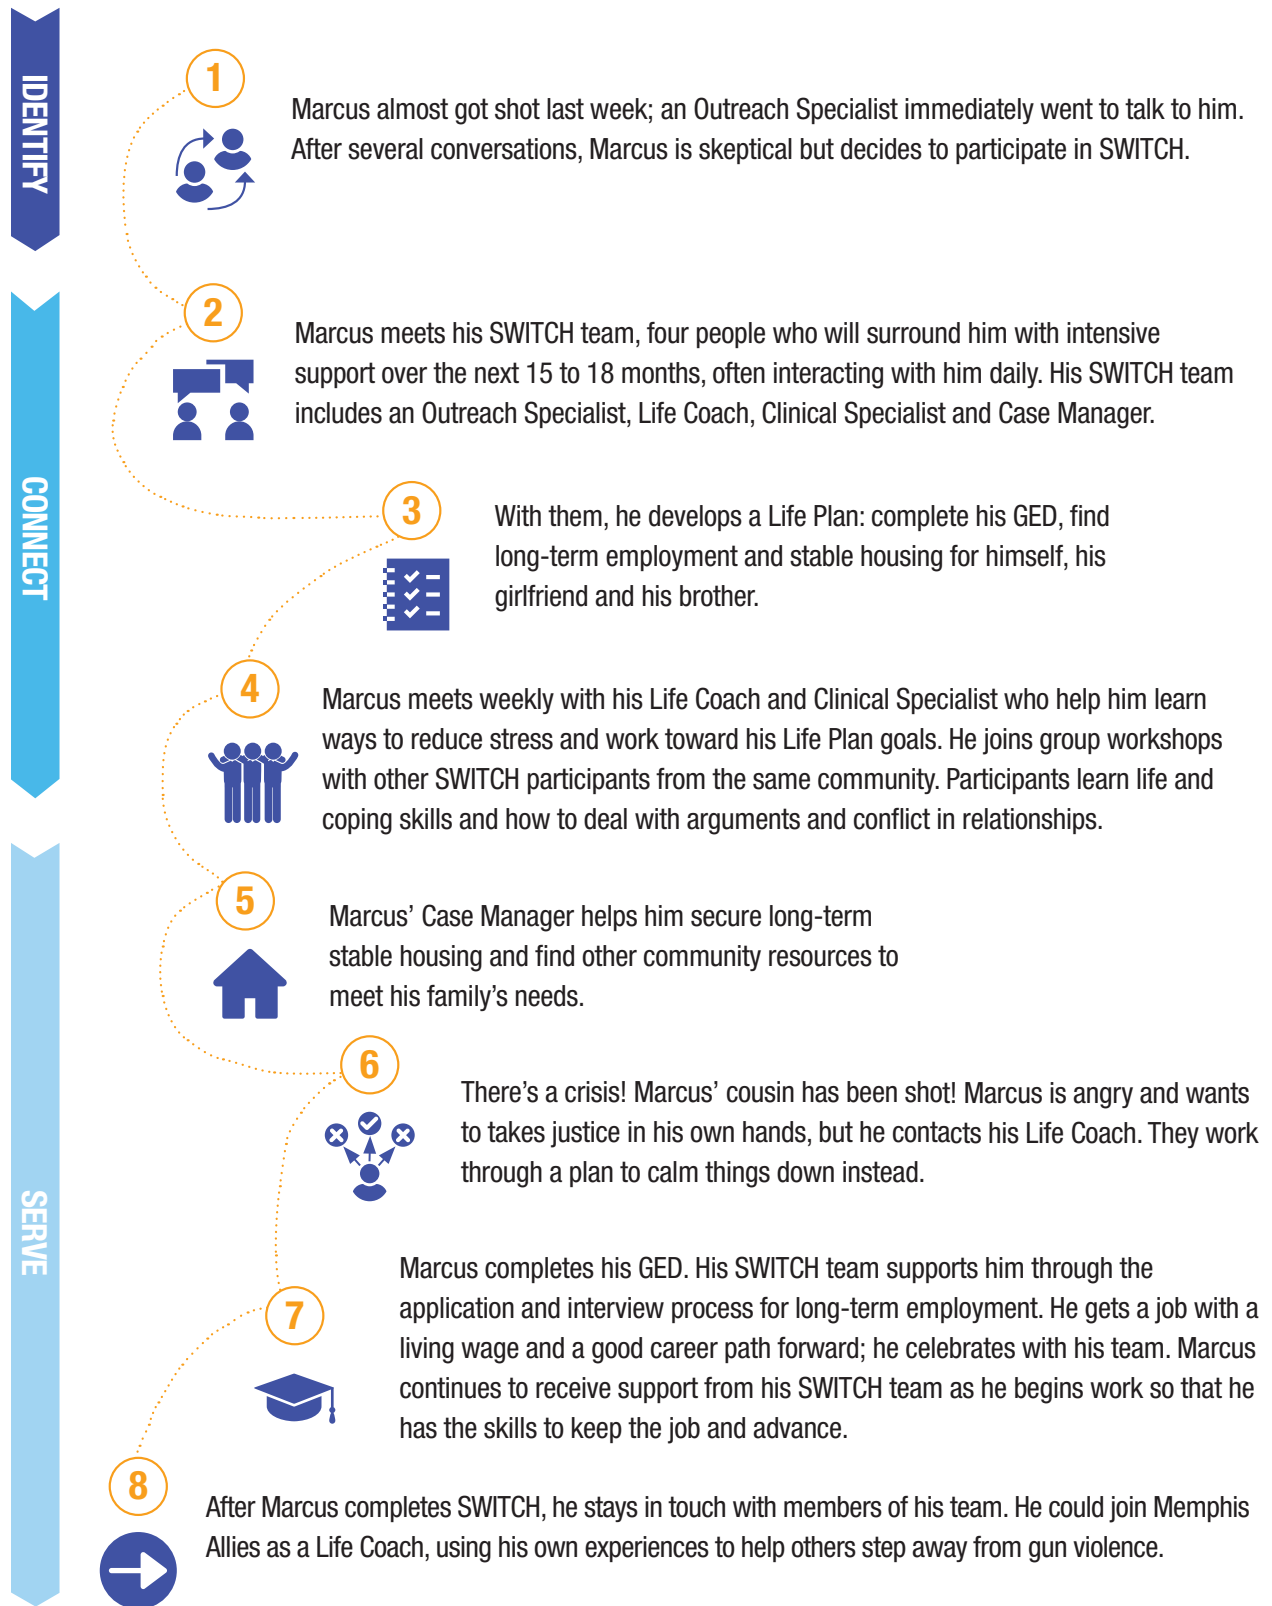 IDENTIFY
1
Marcus almost got shot last week; an Outreach Specialist immediately went to talk to him.
After several conversations, Marcus is skeptical but decides to participate in SWITCH.
CONNECT
2
Marcus meets his SWITCH team, four people who will surround him with intensive
support over the next 15 to 18 months, often interacting with him daily. His SWITCH team
includes an Outreach Specialist, Life Coach, Clinical Specialist and Case Manager.
3
With them, he develops a Life Plan: complete his GED, find
long-term employment and stable housing for himself, his
girlfriend and his brother.
4
Marcus meets weekly with his Life Coach and Clinical Specialist who help him learn
ways to reduce stress and work toward his Life Plan goals. He joins group workshops
with other SWITCH participants from the same community. Participants learn life and
coping skills and how to deal with arguments and conflict in relationships.
SERVE
5
Marcus’ Case Manager helps him secure long-term
stable housing and find other community resources to
meet his family’s needs.
6
There’s a crisis! Marcus’ cousin has been shot! Marcus is angry and wants
to takes justice in his own hands, but he contacts his Life Coach. They work
through a plan to calm things down instead.
7
Marcus completes his GED. His SWITCH team supports him through the
application and interview process for long-term employment. He gets a job with a
living wage and a good career path forward; he celebrates with his team. Marcus
continues to receive support from his SWITCH team as he begins work so that he
has the skills to keep the job and advance.
8
After Marcus completes SWITCH, he stays in touch with members of his team. He could join Memphis
Allies as a Life Coach, using his own experiences to help others step away from gun violence.